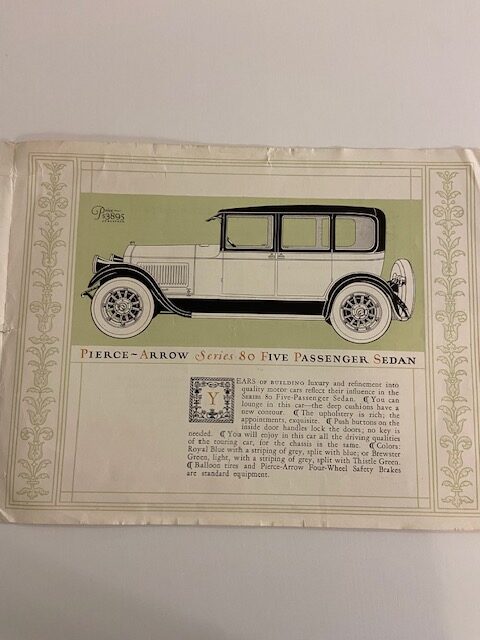 $3895
PIERCE~ARROW Series 80 FIVE PASSENGER SEDAN
YEARS OF BUILDING luxury and refinement into
quality motor cars reflect their influence in the
SERIES 80 Five-Passenger Sedan. ¶ You can
lounge in this car—the deep cushions have a
new contour. ¶ The upholstery is rich; the
appointments, exquisite. ¶ Push buttons on the
inside door handles lock the doors; no key is
needed. ¶ You will enjoy in this car all the driving qualities
of the touring car, for the chassis is the same. ¶ Colors:
Royal Blue with a striping of grey, split with blue; or Brewster
Green, light, with a striping of grey, split with Thistle Green.
¶ Balloon tires and Pierce-Arrow Four-Wheel Safety Brakes
are standard equipment.